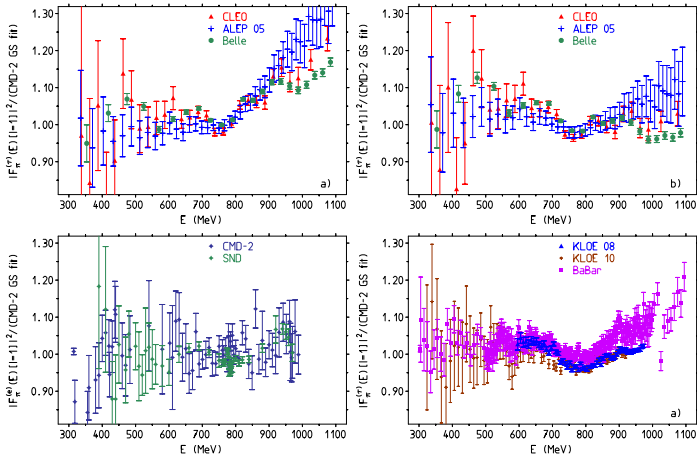 1.30
1.20
1.10
1.00
0.90
|Fπ^(τ)(E)[I=1]|²/(CMD-2 GS fit)
CLEO
ALEP 05
Belle
a)
300 400 500 600 700 800 900 1000 1100
E (MeV)
1.30
1.20
1.10
1.00
0.90
|Fπ^(τ)(E)[I=1]|²/(CMD-2 GS fit)
CLEO
ALEP 05
Belle
b)
300 400 500 600 700 800 900 1000 1100
E (MeV)
1.30
1.20
1.10
1.00
0.90
|Fπ^(e)(E)[I=1]|²/(CMD-2 GS fit)
CMD-2
SND
300 400 500 600 700 800 900 1000 1100
E (MeV)
1.30
1.20
1.10
1.00
0.90
|Fπ^(τ)(E)[I=1]|²/(CMD-2 GS fit)
KLOE 08
KLOE 10
BaBar
a)
300 400 500 600 700 800 900 1000 1100
E (MeV)